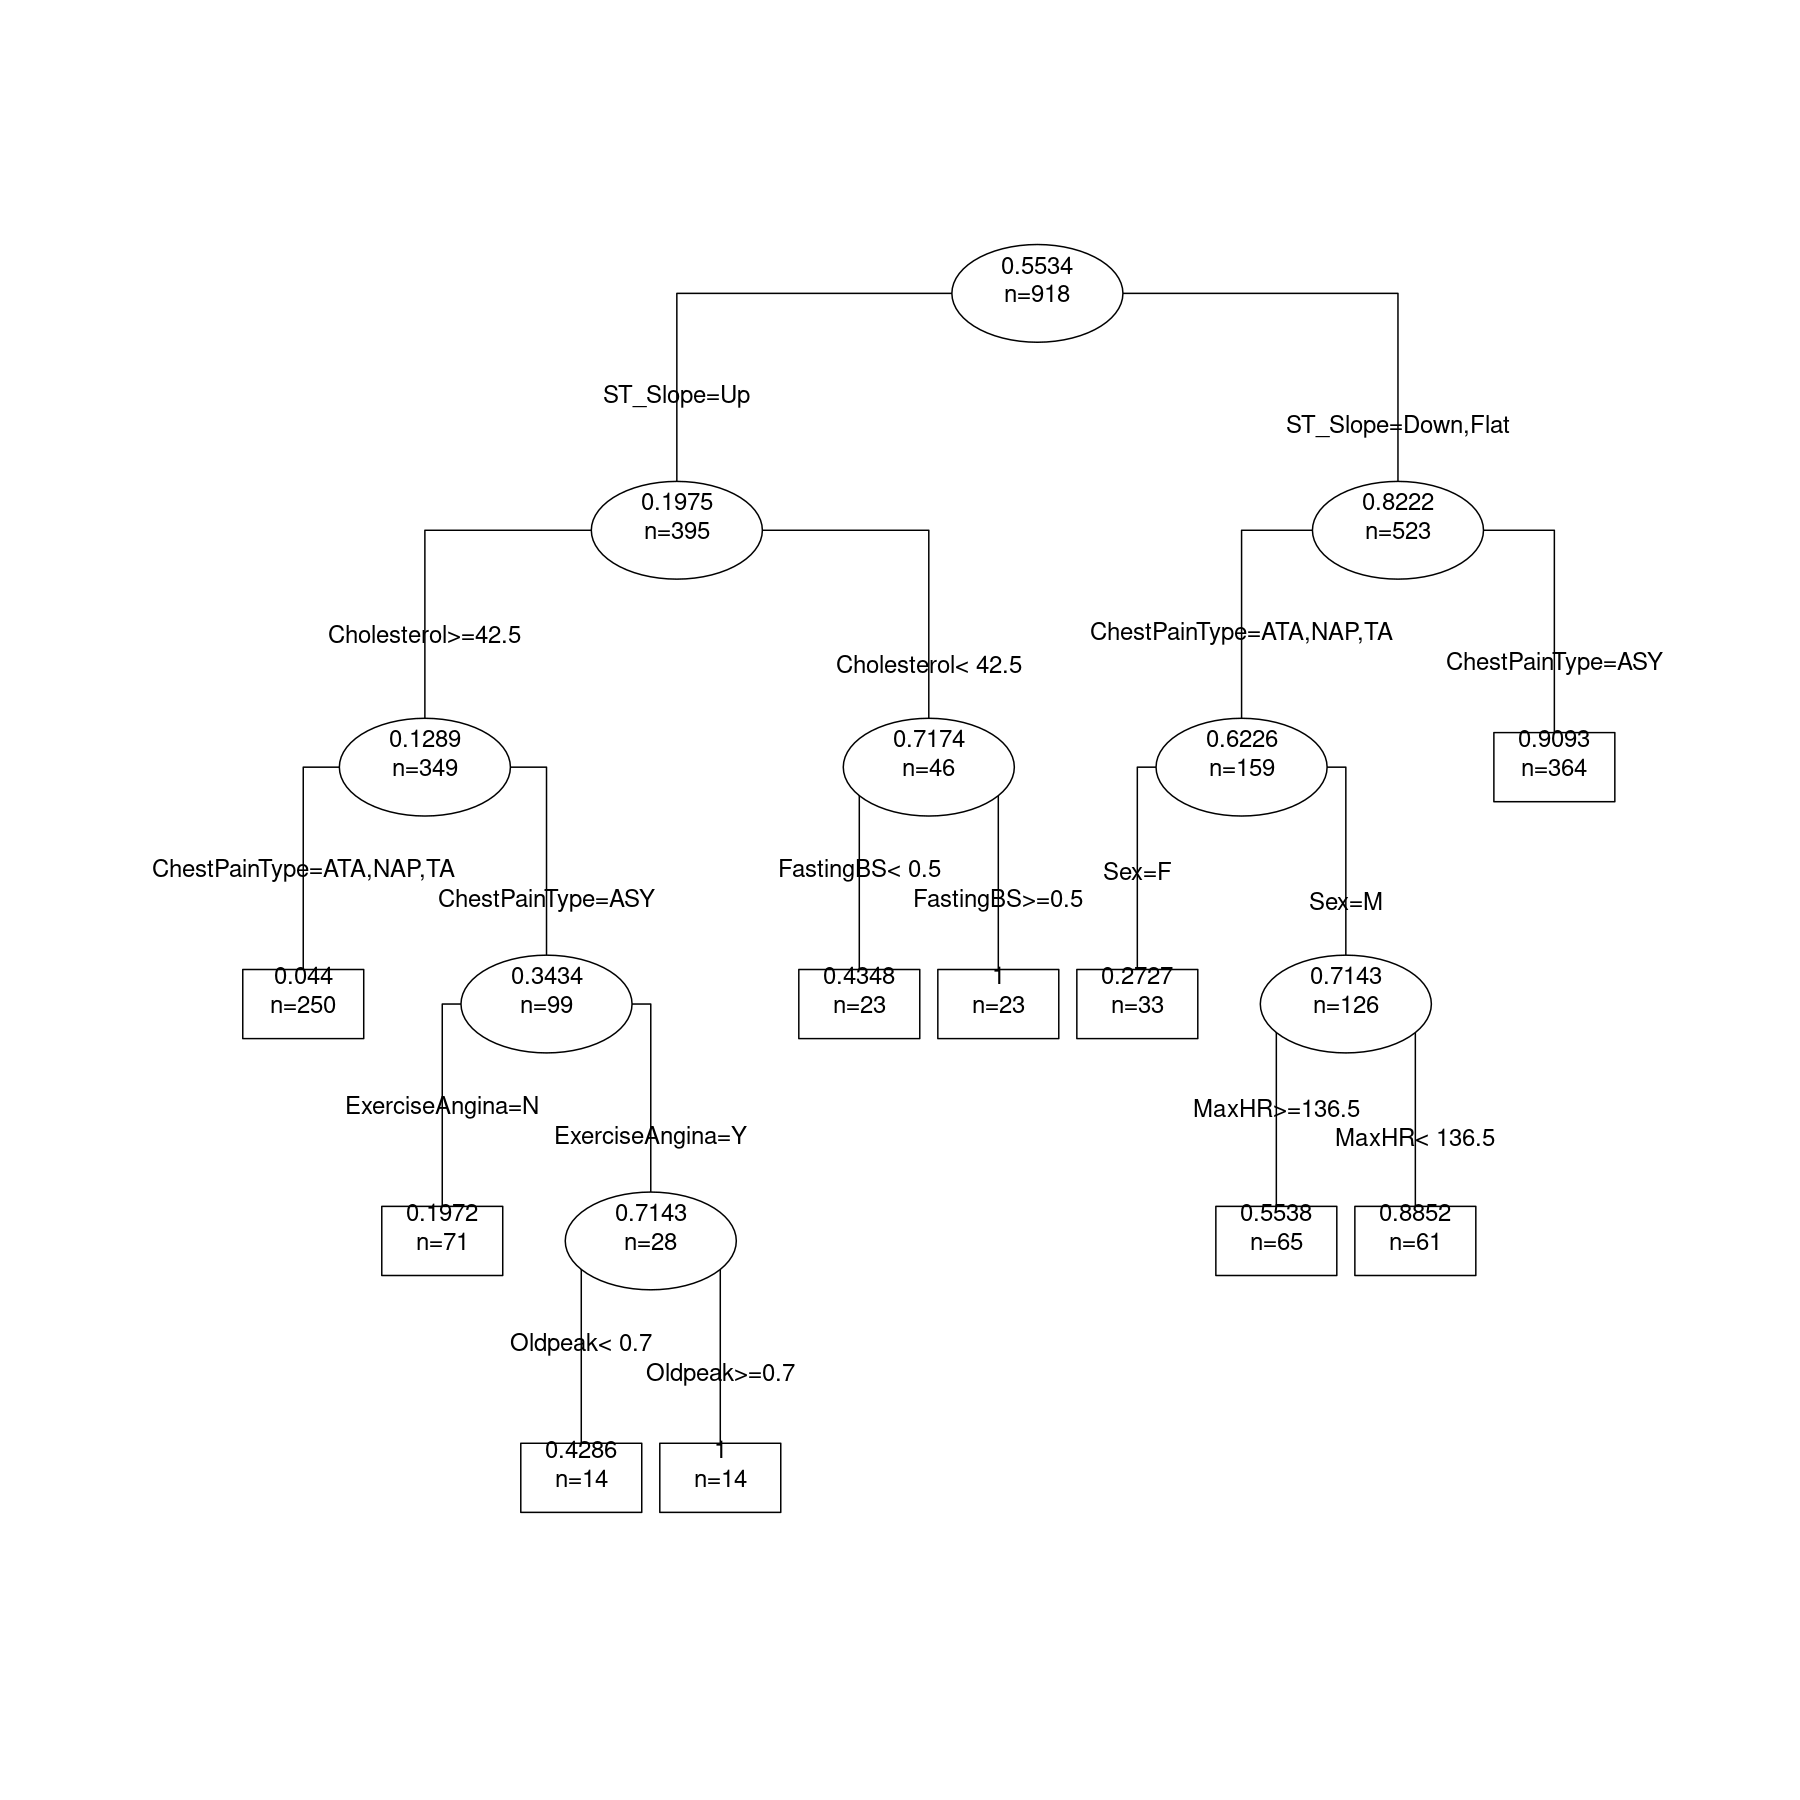 0.5534
n=918
ST_Slope=Up
ST_Slope=Down,Flat
0.1975
n=395
0.8222
n=523
Cholesterol>=42.5
Cholesterol< 42.5
ChestPainType=ATA,NAP,TA
ChestPainType=ASY
0.1289
n=349
0.7174
n=46
0.6226
n=159
0.9093
n=364
ChestPainType=ATA,NAP,TA
ChestPainType=ASY
FastingBS< 0.5
FastingBS>=0.5
Sex=F
Sex=M
0.044
n=250
0.3434
n=99
0.4348
n=23
1
n=23
0.2727
n=33
0.7143
n=126
ExerciseAngina=N
ExerciseAngina=Y
MaxHR>=136.5
MaxHR< 136.5
0.1972
n=71
0.7143
n=28
0.5538
n=65
0.8852
n=61
Oldpeak< 0.7
Oldpeak>=0.7
0.4286
n=14
1
n=14